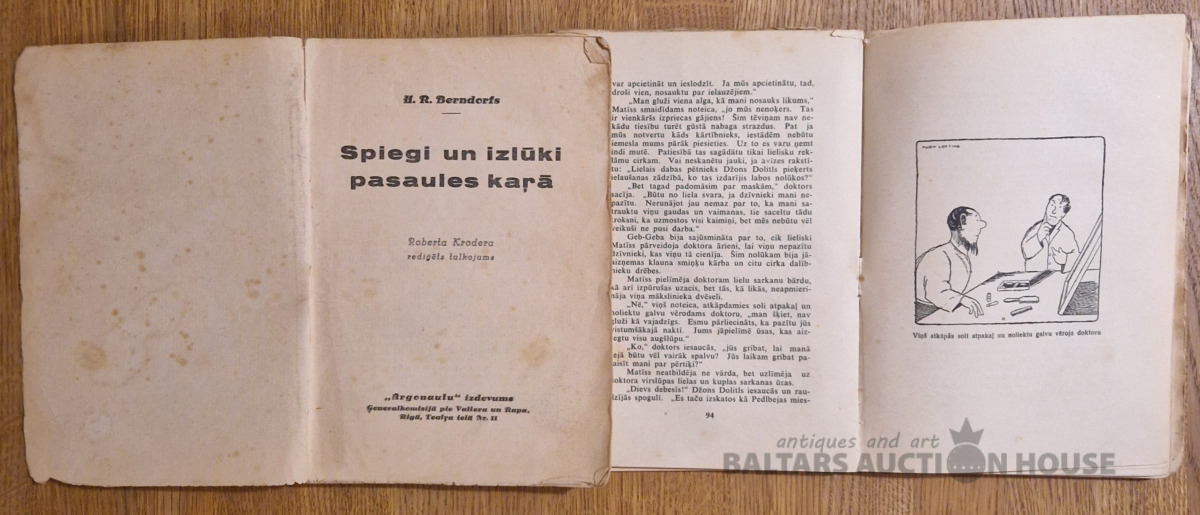 H. R. Berndorfs
Spiegi un izlūki
pasaules kaŗā
Roberta Krodera
rediģēts tulkojums
„Argonautu“ izdevums
Generalkomisijā pie Valtera un Rapa,
Rīgā, Teatŗa ielā Nr. 11
var apcietināt un ieslodzīt. Ja mūs apcietinātu, tad,
droši vien, nosauktu par ielauzējiem.“
„Man gluži viena alga, kā mani nosauks likums,“
Matīss smaidīdams noteica, „jo mūs nenoķers. Tas
ir vienkāršs izpriecas gājiens! Šim tēviņam nav ne-
kādu tiesību turēt gūstā nabaga strazdus. Pat ja
mūs notvertu kāds kārtībnieks, iestādēm nebūtu
iemesla mums pārāk piesieties. Uz to es varu ņemt
indi mutē. Patiesībā tas sagādātu tikai lielisku rek-
lāmu cirkam. Vai neskanētu jauki, ja avīzes rakstī-
tu: „Lielais dabas pētnieks Džons Dolitls pieķerts
ielaušanas zādzībā, ko tas izdarījis labos nolūkos?“
„Bet tagad padomāsim par maskām,“ doktors
sacīja. „Būtu no liela svara, ja dzīvnieki mani ne-
pazītu. Nerunājot jau nemaz par to, ka mani sa-
trauktu viņu gaudas un vaimanas, tie saceltu tādu
troksni, ka uzmostos visi kaimiņi, bet mēs nebūtu vēl
veikuši ne pusi darba.“
Geb-Geba bija sajūsmināta par to, cik lieliski
Matīss pārveidoja doktora ārieni, lai viņu nepazītu
dzīvnieki, kas viņu tā cienīja. Šim nolūkam bija jā-
aizņemas klauna smiņķu kārba un citu cirka dalīb-
nieku drēbes.
Matīss pielīmēja doktoram lielu sarkanu bārdu,
kā arī izpūrušas uzacis, bet tās, kā likās, neapmieri-
nāja viņa mākslinieka dvēseli.
„Nē,“ viņš noteica, atkāpdamies soli atpakaļ un
noliektu galvu vērodams doktoru, „man šķiet, nav
gluži kā vajadzīgs. Esmu pārliecināts, ka pazītu jūs
vistumšākajā naktī. Jums jāpielīmē ūsas, kas aiz-
segtu visu augšlūpu.“
„Ko,“ doktors iesaucās, „jūs gribat, lai manā
sejā būtu vēl vairāk spalvu? Jūs laikam gribat pa-
taisīt mani par pērtiķi?“
Matīss neatbildēja ne vārda, bet uzlīmēja uz
doktora virslūpas lielas un kuplas sarkanas ūcas.
„Dievs debesīs!“ Džons Dolitls iesaucās un rau-
dzījās spogulī. „Es taču izskatos kā Pedlbejas mies-
94
HUGH LOFTING
Viņš atkāpās soli atpakaļ un noliektu galvu vēroja doktoru
antiques and art
BALTARS AUCTION HOUSE